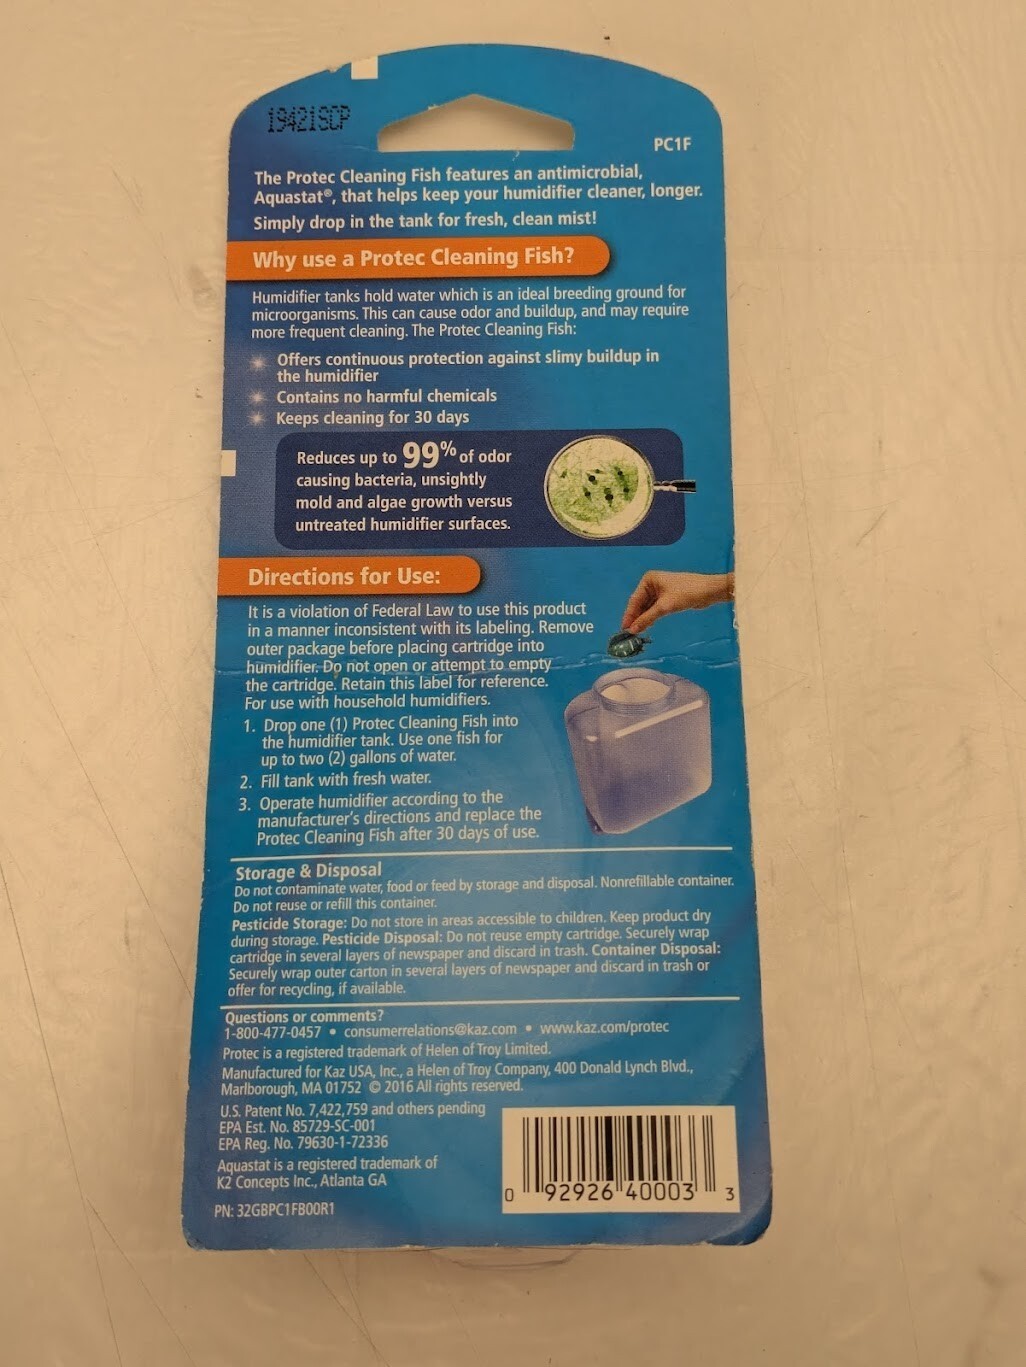 19421SCP
PC1F
The Protec Cleaning Fish features an antimicrobial,
Aquastat®, that helps keep your humidifier cleaner, longer.
Simply drop in the tank for fresh, clean mist!
Why use a Protec Cleaning Fish?
Humidifier tanks hold water which is an ideal breeding ground for
microorganisms. This can cause odor and buildup, and may require
more frequent cleaning. The Protec Cleaning Fish:
Offers continuous protection against slimy buildup in
the humidifier
Contains no harmful chemicals
Keeps cleaning for 30 days
Reduces up to 99% of odor
causing bacteria, unsightly
mold and algae growth versus
untreated humidifier surfaces.
Directions for Use:
It is a violation of Federal Law to use this product
in a manner inconsistent with its labeling. Remove
outer package before placing cartridge into
humidifier. Do not open or attempt to empty
the cartridge. Retain this label for reference.
For use with household humidifiers.
1. Drop one (1) Protec Cleaning Fish into
the humidifier tank. Use one fish for
up to two (2) gallons of water.
2. Fill tank with fresh water.
3. Operate humidifier according to the
manufacturer's directions and replace the
Protec Cleaning Fish after 30 days of use.
Storage & Disposal
Do not contaminate water, food or feed by storage and disposal. Nonrefillable container.
Do not reuse or refill this container.
Pesticide Storage: Do not store in areas accessible to children. Keep product dry
during storage. Pesticide Disposal: Do not reuse empty cartridge. Securely wrap
cartridge in several layers of newspaper and discard in trash. Container Disposal:
Securely wrap outer carton in several layers of newspaper and discard in trash or
offer for recycling, if available.
Questions or comments?
1-800-477-0457 • consumerrelations@kaz.com • www.kaz.com/protec
Protec is a registered trademark of Helen of Troy Limited.
Manufactured for Kaz USA, Inc., a Helen of Troy Company, 400 Donald Lynch Blvd.,
Marlborough, MA 01752 © 2016 All rights reserved.
U.S. Patent No. 7,422,759 and others pending
EPA Est. No. 85729-SC-001
EPA Reg. No. 79630-1-72336
Aquastat is a registered trademark of
K2 Concepts Inc., Atlanta GA
PN: 32GBPC1FB00R1
0 92926 40003 3